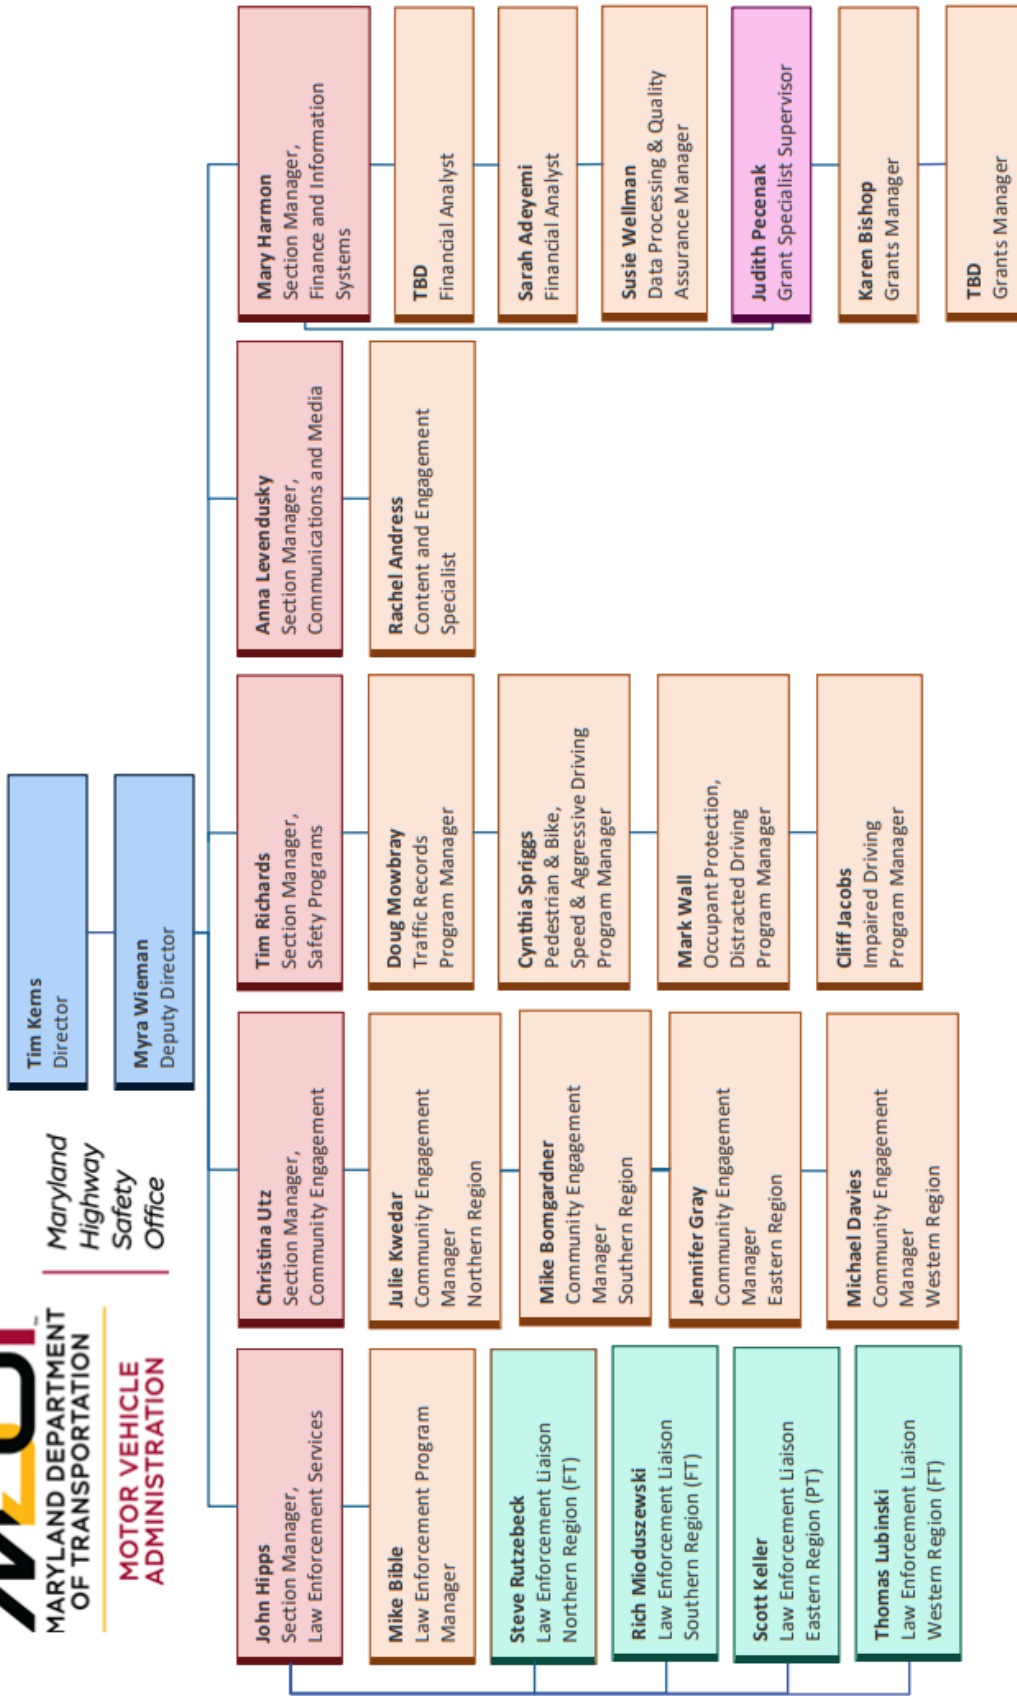 MARYLAND DEPARTMENT
OF TRANSPORTATION
MOTOR VEHICLE
ADMINISTRATION
Maryland
Highway
Safety
Office
Tim Kerns
Director
Myra Wieman
Deputy Director
John Hipps
Section Manager,
Law Enforcement Services
Mike Bible
Law Enforcement Program
Manager
Steve Rutzebeck
Law Enforcement Liaison
Northern Region (FT)
Rich Mioduszewski
Law Enforcement Liaison
Southern Region (FT)
Scott Keller
Law Enforcement Liaison
Eastern Region (PT)
Thomas Lubinski
Law Enforcement Liaison
Western Region (FT)
Christina Utz
Section Manager,
Community Engagement
Julie Kwedar
Community Engagement
Manager
Northern Region
Mike Bomgardner
Community Engagement
Manager
Southern Region
Jennifer Gray
Community Engagement
Manager
Eastern Region
Michael Davies
Community Engagement
Manager
Western Region
Tim Richards
Section Manager,
Safety Programs
Doug Mowbray
Traffic Records
Program Manager
Cynthia Spriggs
Pedestrian & Bike,
Speed & Aggressive Driving
Program Manager
Mark Wall
Occupant Protection,
Distracted Driving
Program Manager
Cliff Jacobs
Impaired Driving
Program Manager
Anna Levendusky
Section Manager,
Communications and Media
Rachel Andress
Content and Engagement
Specialist
Mary Harmon
Section Manager,
Finance and Information
Systems
TBD
Financial Analyst
Sarah Adeyemi
Financial Analyst
Susie Wellman
Data Processing & Quality
Assurance Manager
Judith Pecenak
Grant Specialist Supervisor
Karen Bishop
Grants Manager
TBD
Grants Manager